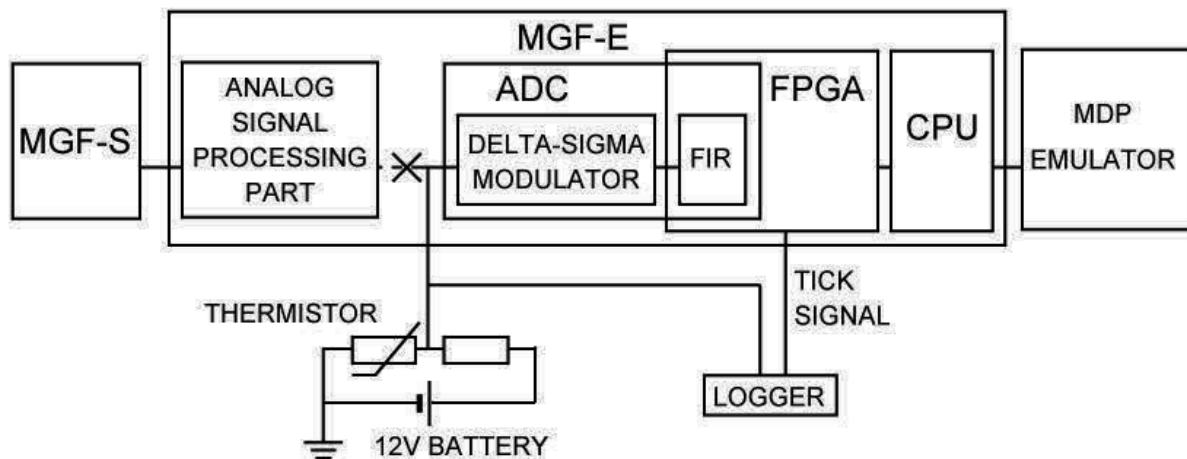 MGF-E
MGF-S
ANALOG
SIGNAL
PROCESSING
PART
ADC
DELTA-SIGMA
MODULATOR
FIR
FPGA
CPU
MDP
EMULATOR
THERMISTOR
TICK
SIGNAL
LOGGER
12V BATTERY